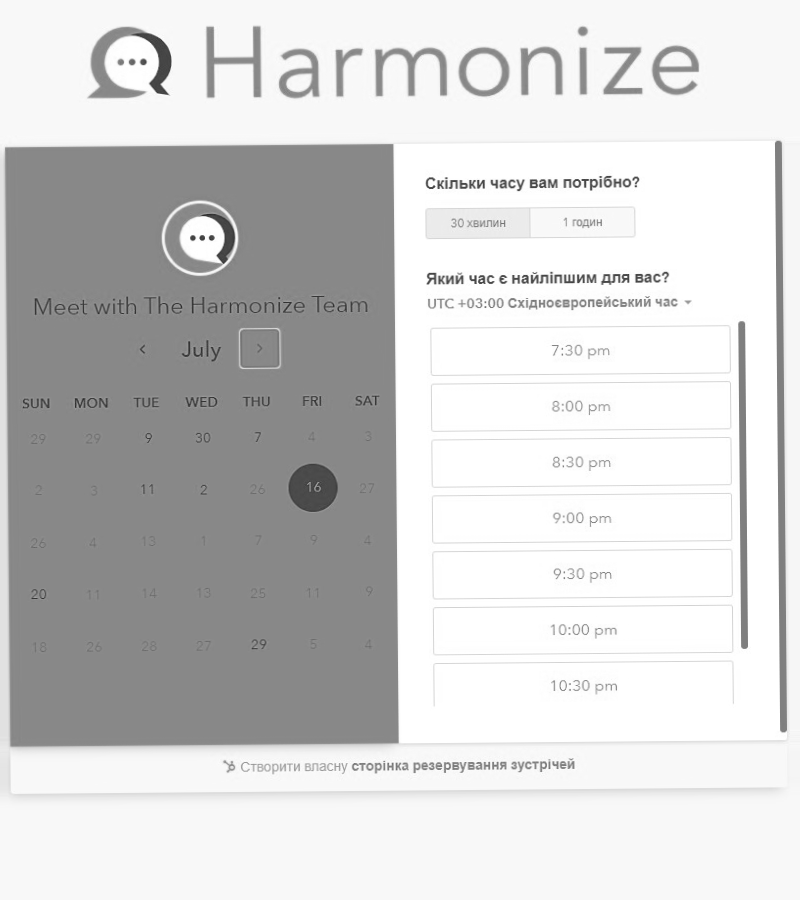 Harmonize
Meet with The Harmonize Team
July
SUN MON TUE WED THU FRI SAT
29 29 9 30 7 4 3
2 3 11 2 26 16 27
26 4 13 1 7 9 4
20 11 14 13 25 11 9
18 26 28 27 29 5 4
Скільки часу вам потрібно?
30 хвилин 1 годин
Який час є найліпшим для вас?
UTC +03:00 Східноєвропейський час
7:30 pm
8:00 pm
8:30 pm
9:00 pm
9:30 pm
10:00 pm
10:30 pm
Створити власну сторінка резервування зустрічей